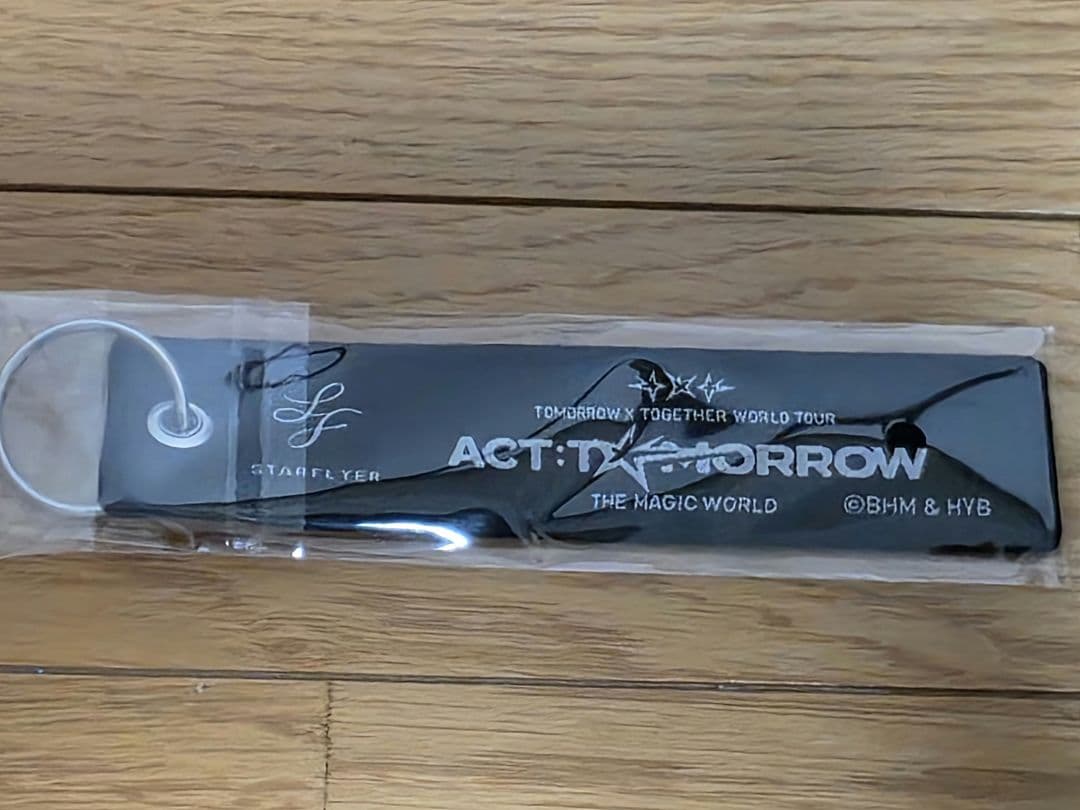 SF
STARFLYER
TOMORROW X TOGETHER WORLD TOUR
ACT:TOMORROW
THE MAGIC WORLD
©BHM & HYB